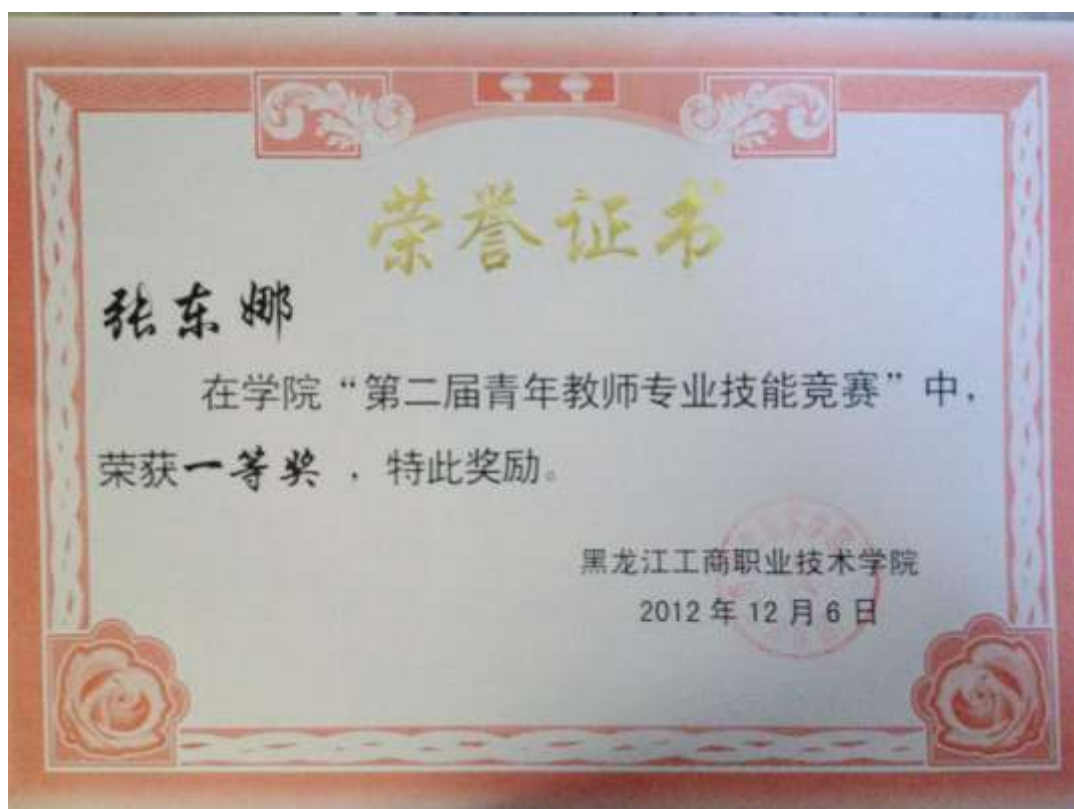 荣誉证书
张东娜
在学院“第二届青年教师专业技能竞赛”中，
荣获一等奖，特此奖励。
黑龙江工商职业技术学院
2012年12月6日